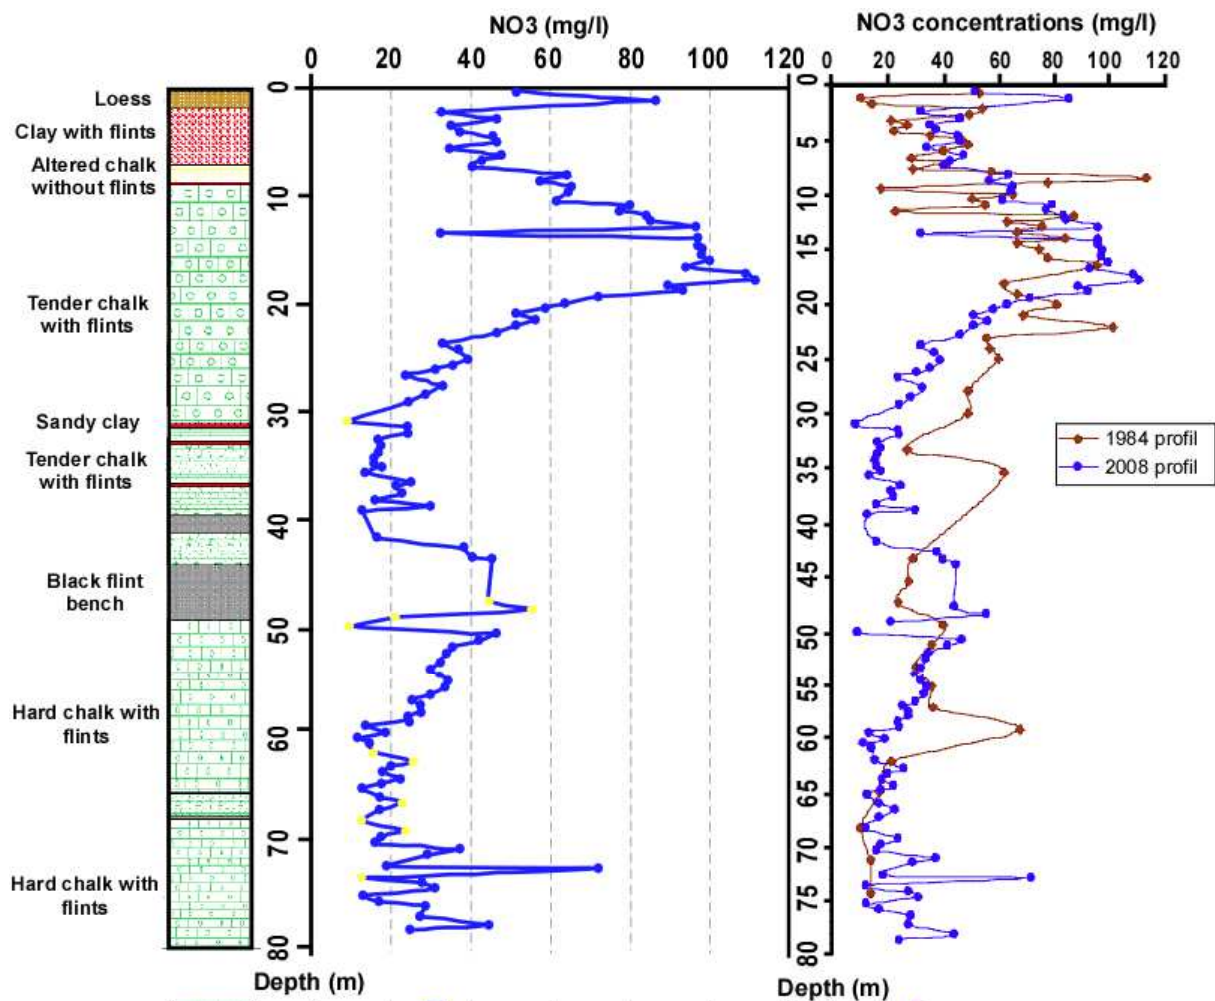 NO3 (mg/l)
0 20 40 60 80 100 120
NO3 concentrations (mg/l)
0 20 40 60 80 100 120
Loess
Clay with flints
Altered chalk
without flints
Tender chalk
with flints
Sandy clay
Tender chalk
with flints
Black flint
bench
Hard chalk with
flints
Hard chalk with
flints
0
10
20
30
40
50
60
70
80
Depth (m)
0
5
10
15
20
25
30
35
40
45
50
55
60
65
70
75
80
Depth (m)
1984 profil
2008 profil